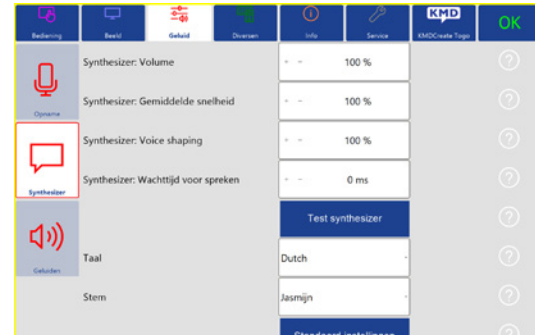 Bediening Beeld Geluid Diversen Info Service KMD KMDCreate Togo OK
Opname
Synthesizer: Volume + - 100 %
Synthesizer: Gemiddelde snelheid + - 100 %
Synthesizer
Synthesizer: Voice shaping + - 100 %
Synthesizer: Wachttijd voor spreken + - 0 ms
Geluiden
Test synthesizer
Taal Dutch
Stem Jasmijn
Standaard instellingen